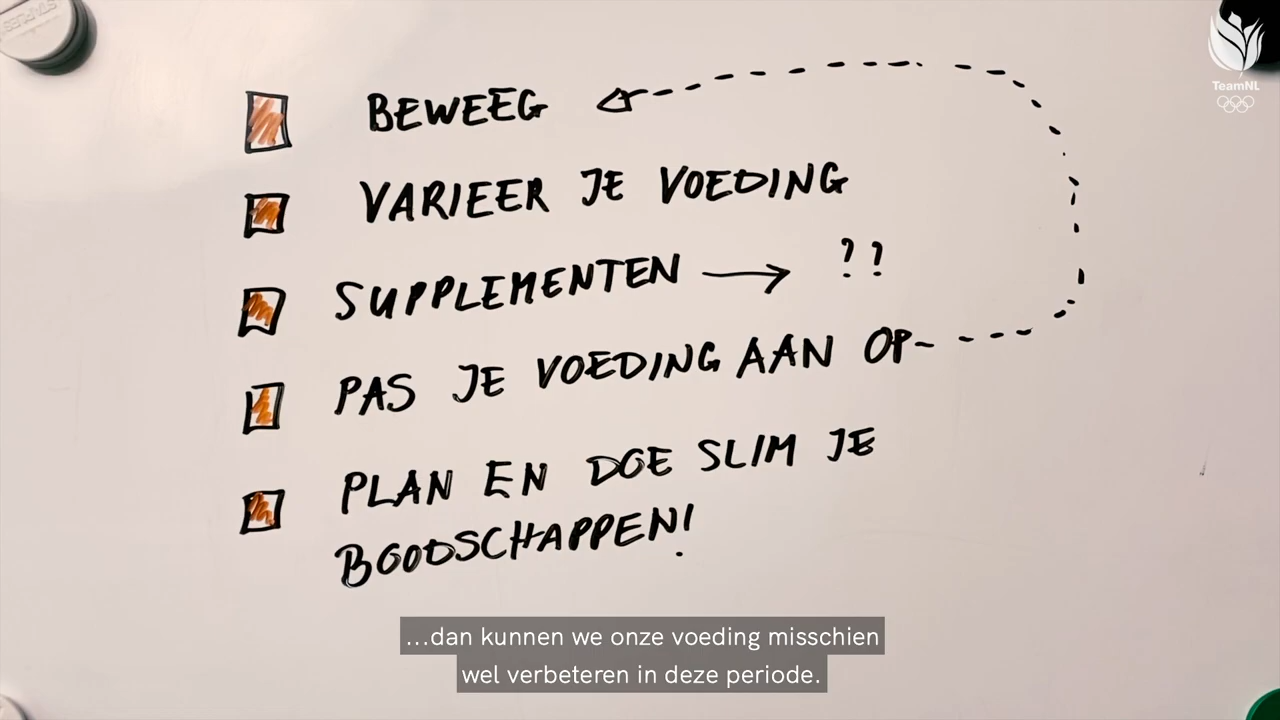 STAPLES
TeamNL
BEWEEG
VARIEER JE VOEDING
SUPPLEMENTEN → ??
PAS JE VOEDING AAN OP
PLAN EN DOE SLIM JE
BOODSCHAPPEN!
...dan kunnen we onze voeding misschien
wel verbeteren in deze periode.